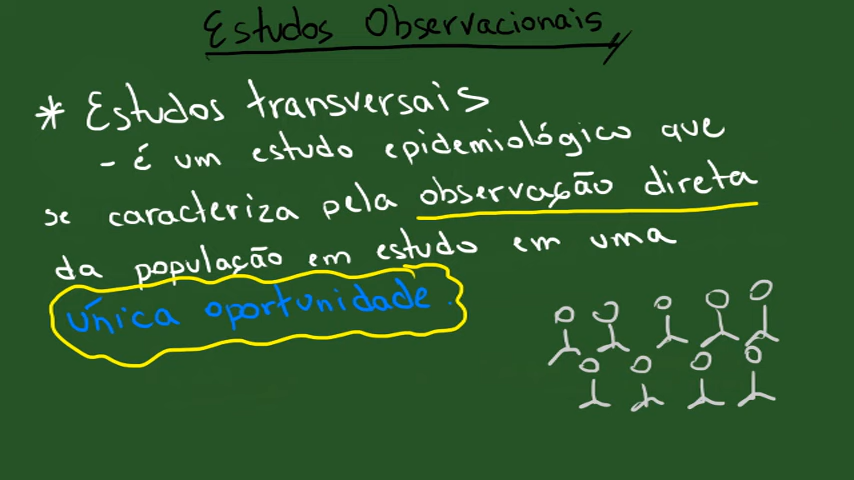 Estudos Observacionais
* Estudos transversais
- é um estudo epidemiológico que
se caracteriza pela observação direta
da população em estudo em uma
única oportunidade.